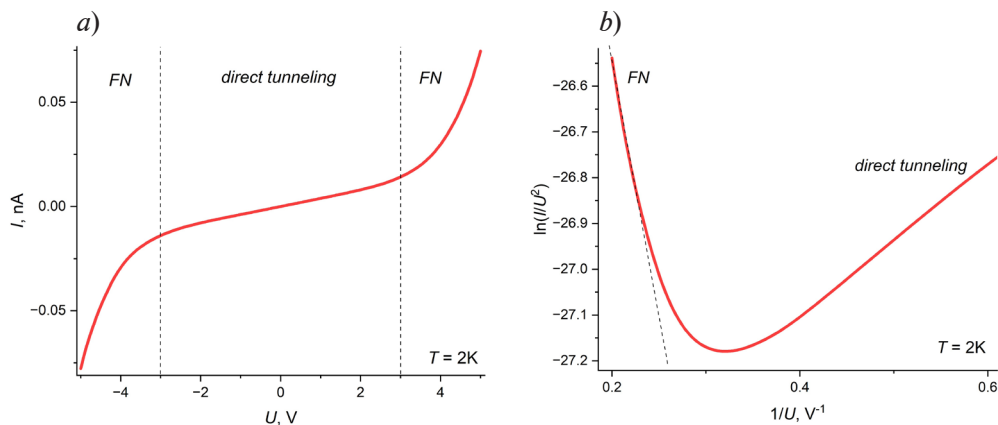 a)
FN
direct tunneling
FN
0.05
0.00
−0.05
I, nA
−4
−2
0
2
4
U, V
T = 2K
b)
FN
direct tunneling
−26.6
−26.7
−26.8
−26.9
−27.0
−27.1
−27.2
ln(I/U²)
0.2
0.4
0.6
1/U, V⁻¹
T = 2K